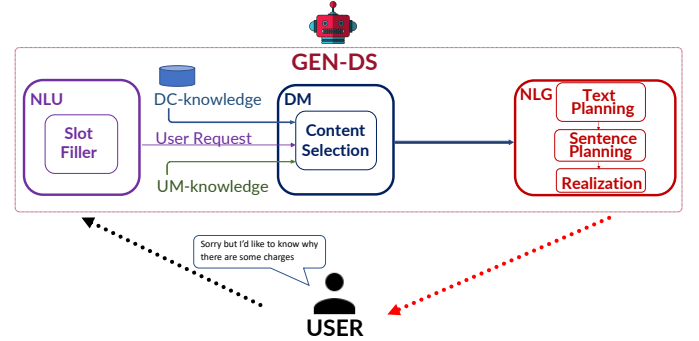 GEN-DS
NLU
Slot
Filler
DC-knowledge
User Request
UM-knowledge
DM
Content
Selection
NLG
Text
Planning
Sentence
Planning
Realization
Sorry but I'd like to know why
there are some charges
USER